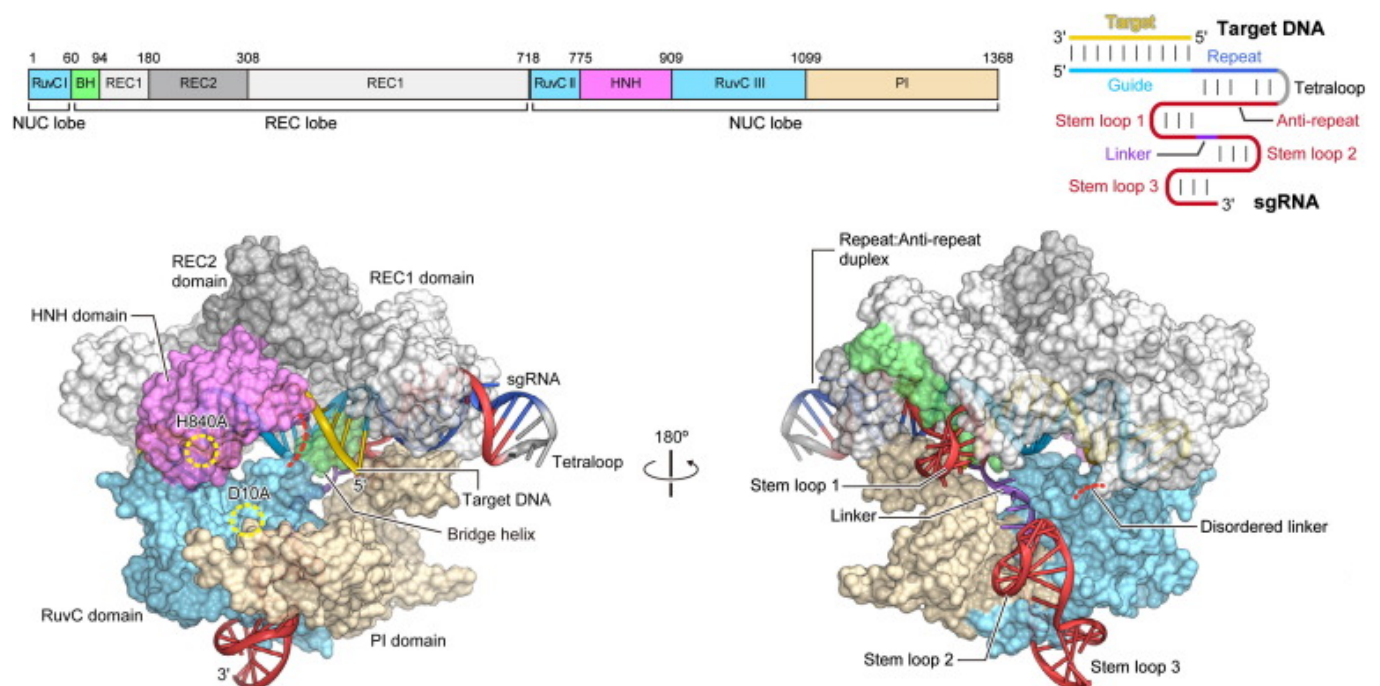 1 60 94 180 308 718 775 909 1099 1368
RuvC I BH REC1 REC2 REC1 RuvC II HNH RuvC III PI
NUC lobe REC lobe NUC lobe
Target
3' 5' Target DNA
Repeat
5'
Guide
Tetraloop
Stem loop 1
Anti-repeat
Linker
Stem loop 2
Stem loop 3
3' sgRNA
REC2
domain
REC1 domain
HNH domain
sgRNA
H840A
Tetraloop
5'
D10A
Target DNA
Bridge helix
RuvC domain
PI domain
3'
180º
Repeat:Anti-repeat
duplex
Stem loop 1
Linker
Disordered linker
Stem loop 2
Stem loop 3